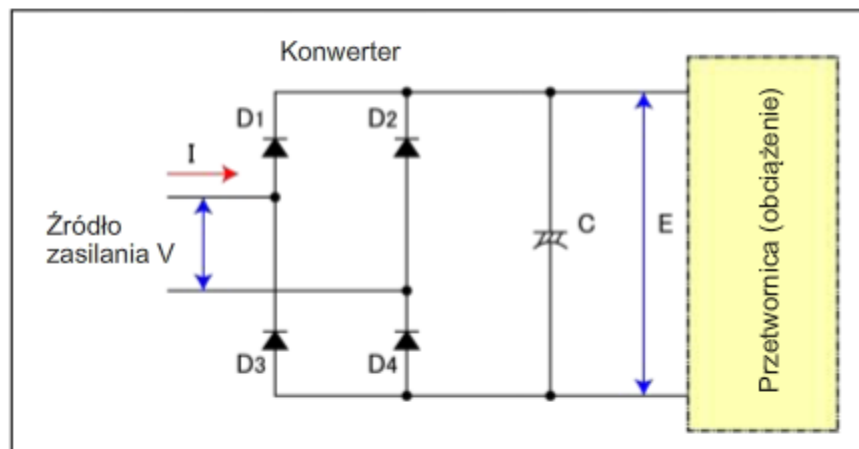 Konwerter
D1
D2
I
Źródło
zasilania V
C
E
D3
D4
Przetwornica (obciążenie)